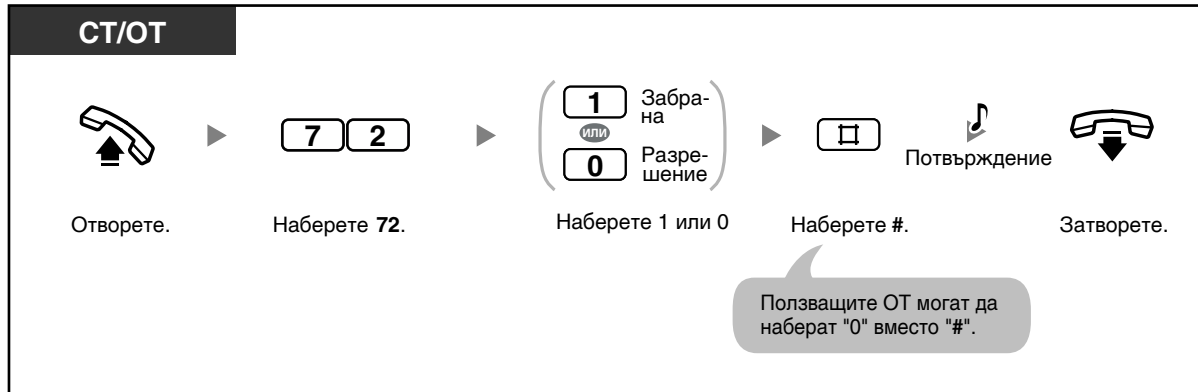 СТ/ОТ
7 2
1 Забра-
на
или
0 Разре-
шение
Потвърждение
Отворете.
Наберете 72.
Наберете 1 или 0
Наберете #.
Затворете.
Ползващите ОТ могат да
наберат "0" вместо "#".